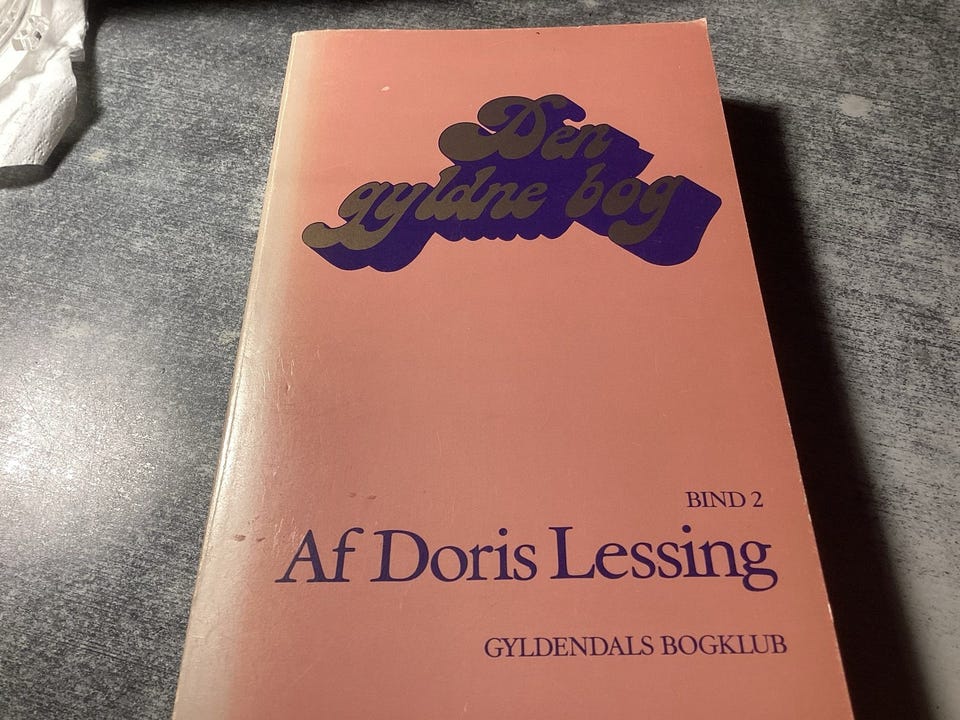 Den
gyldne bog
BIND 2
Af Doris Lessing
GYLDENDALS BOGKLUB